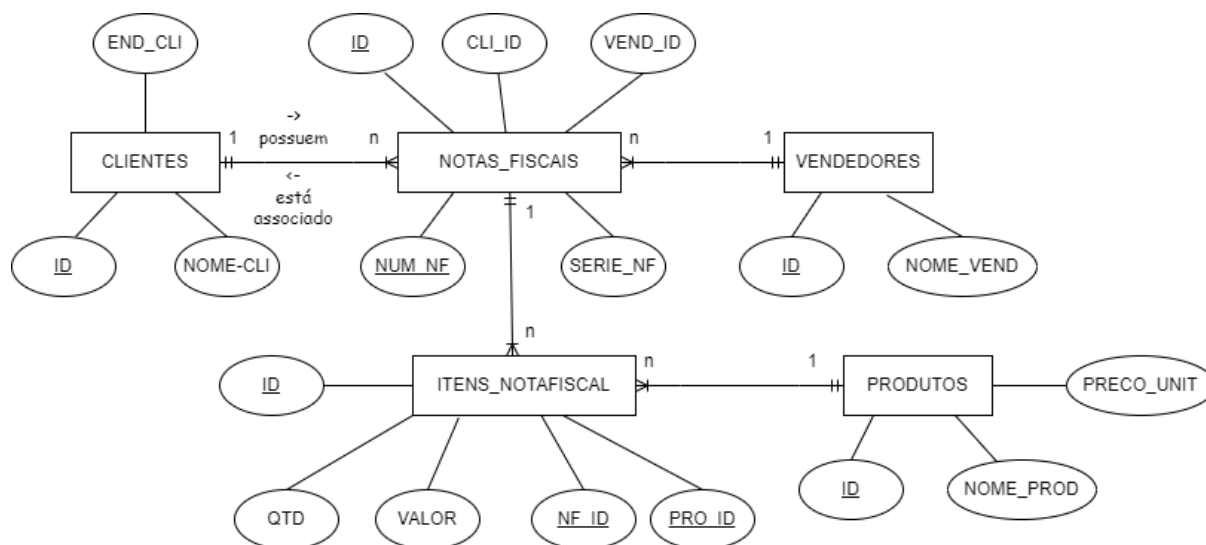 END_CLI
ID
CLI_ID
VEND_ID
->
possuem
1
n
n
1
CLIENTES
NOTAS_FISCAIS
VENDEDORES
<-
está
associado
1
ID
NOME-CLI
NUM_NF
SERIE_NF
ID
NOME_VEND
n
n
1
ID
ITENS_NOTAFISCAL
PRODUTOS
PRECO_UNIT
QTD
VALOR
NF_ID
PRO_ID
ID
NOME_PROD